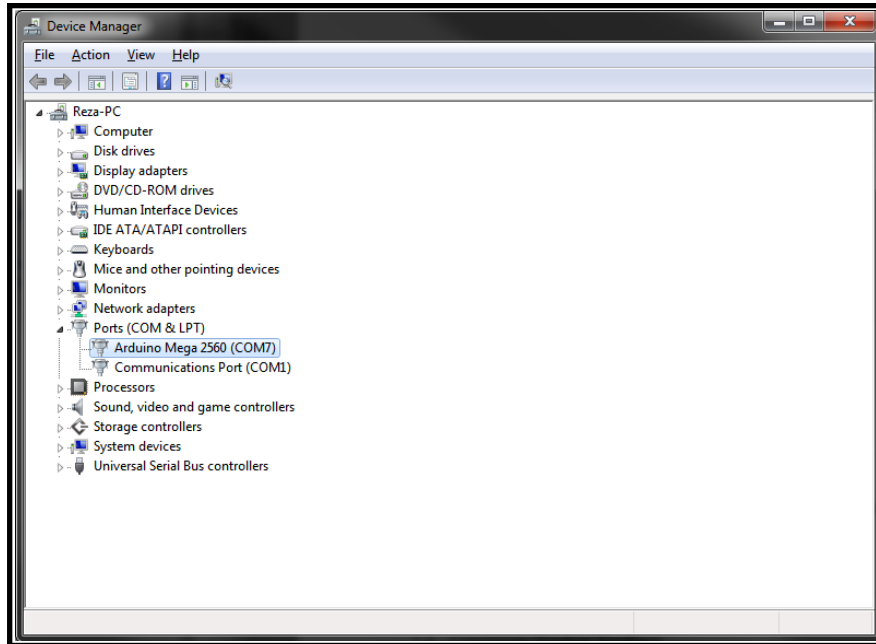 Device Manager
File Action View Help
Reza-PC
Computer
Disk drives
Display adapters
DVD/CD-ROM drives
Human Interface Devices
IDE ATA/ATAPI controllers
Keyboards
Mice and other pointing devices
Monitors
Network adapters
Ports (COM & LPT)
Arduino Mega 2560 (COM7)
Communications Port (COM1)
Processors
Sound, video and game controllers
Storage controllers
System devices
Universal Serial Bus controllers